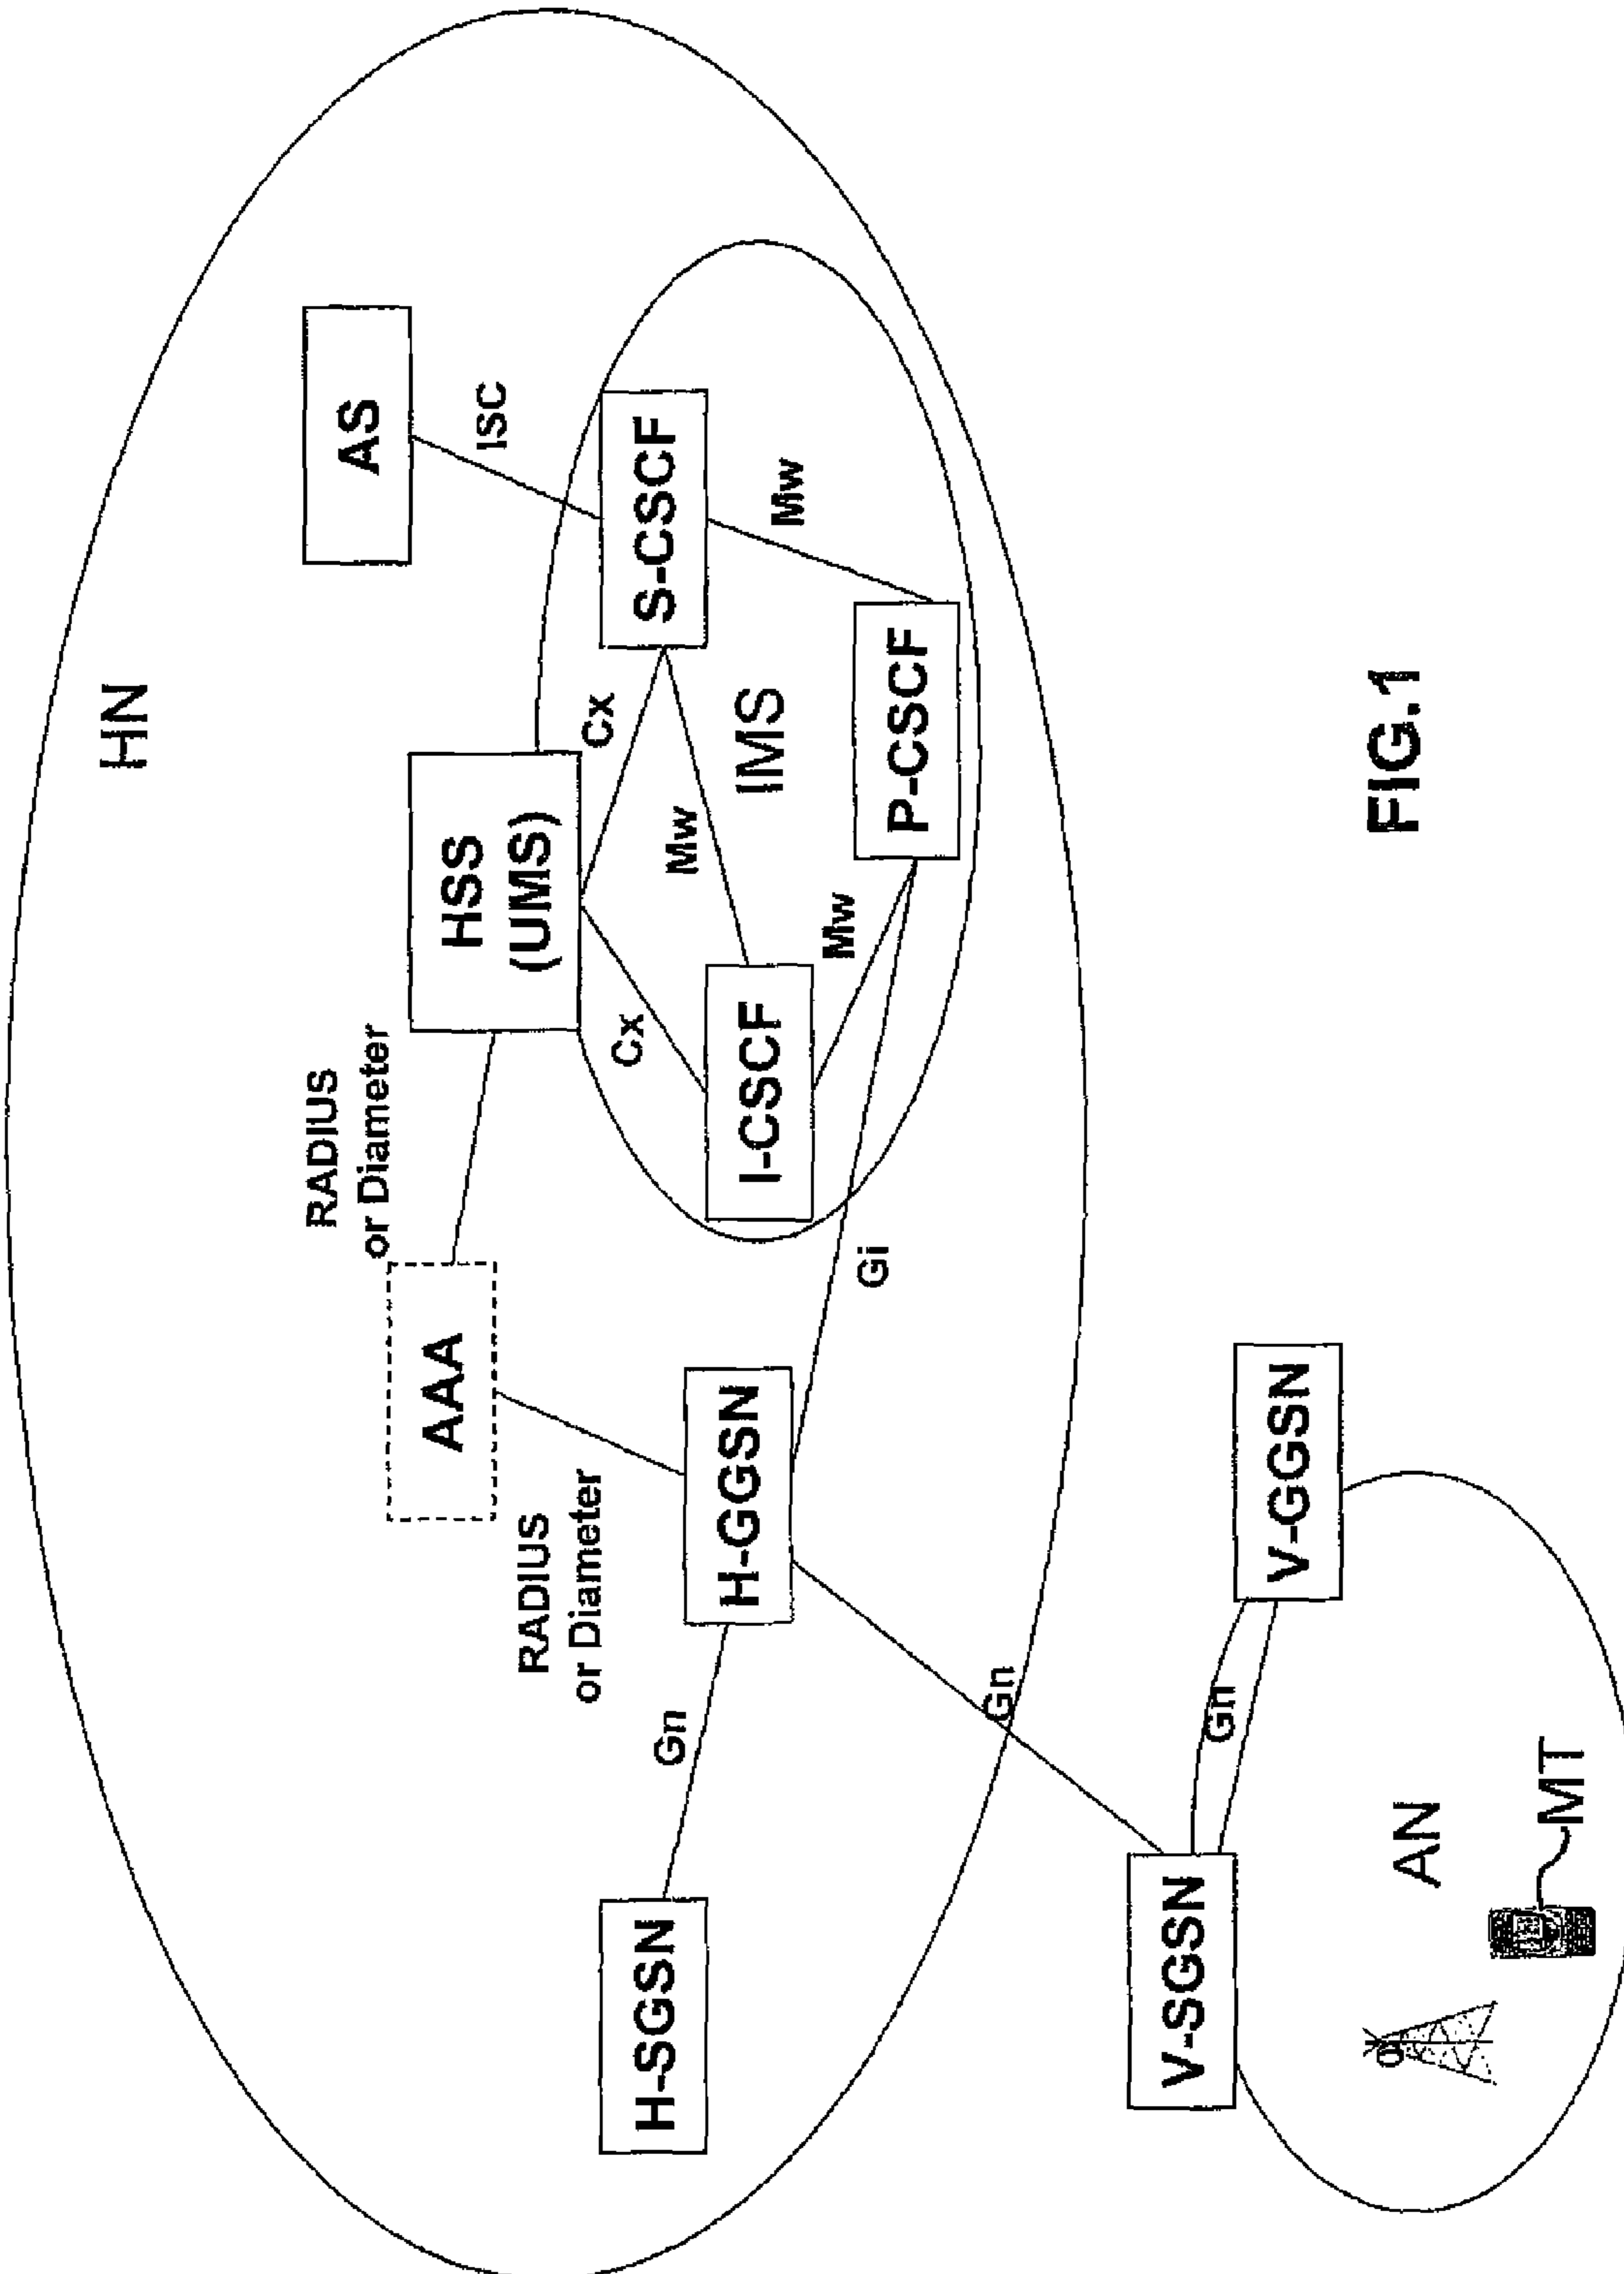 HN
AS
ISC
RADIUS
or Diameter
HSS
(UMS)
AAA
Cx
Cx
S-CSCF
Mw
Mw
IMS
I-CSCF
Mw
P-CSCF
RADIUS
or Diameter
H-SGSN
Gn
H-GGSN
Gi
Gn
V-SGSN
Gn
V-GGSN
AN
MT
FIG.1